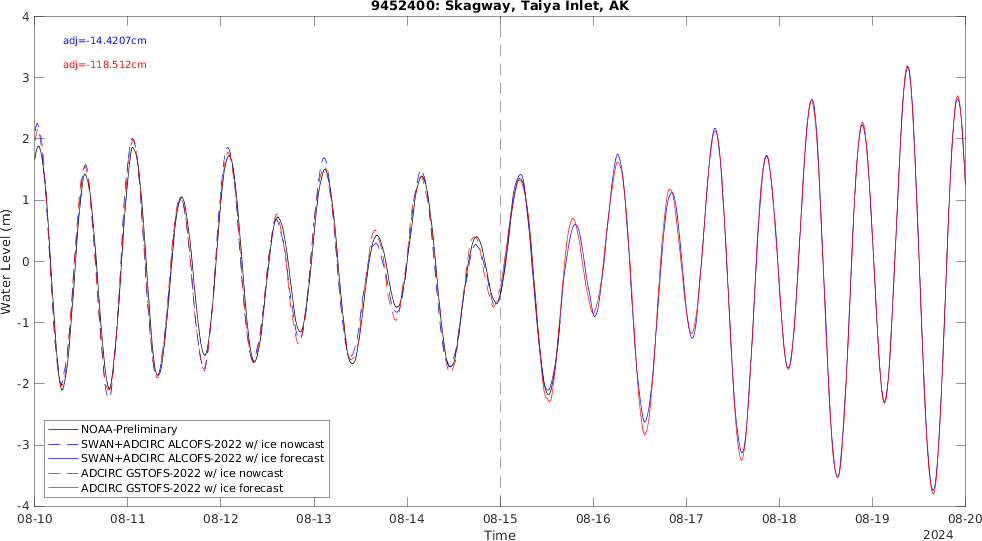 9452400: Skagway, Taiya Inlet, AK
adj=-14.4207cm
adj=-118.512cm
Water Level (m)
4
3
2
1
0
-1
-2
-3
-4
NOAA-Preliminary
SWAN+ADCIRC ALCOFS-2022 w/ ice nowcast
SWAN+ADCIRC ALCOFS-2022 w/ ice forecast
ADCIRC GSTOFS-2022 w/ ice nowcast
ADCIRC GSTOFS-2022 w/ ice forecast
08-10 08-11 08-12 08-13 08-14 08-15 08-16 08-17 08-18 08-19 08-20
Time
2024